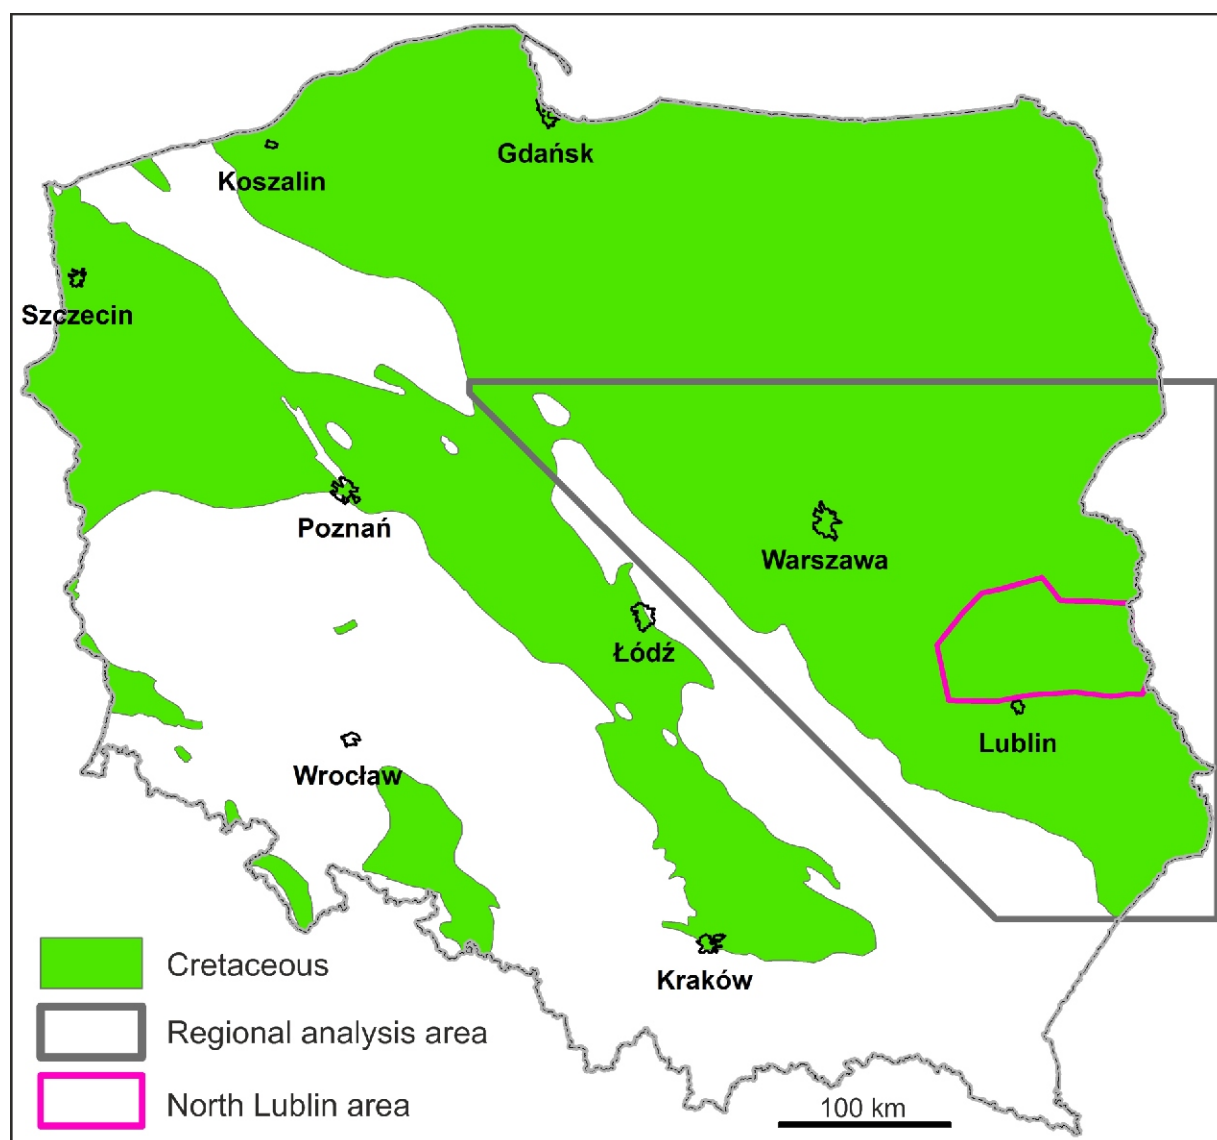 Gdańsk
Koszalin
Szczecin
Poznań
Warszawa
Łódź
Lublin
Wrocław
Kraków
Cretaceous
Regional analysis area
North Lublin area
100 km